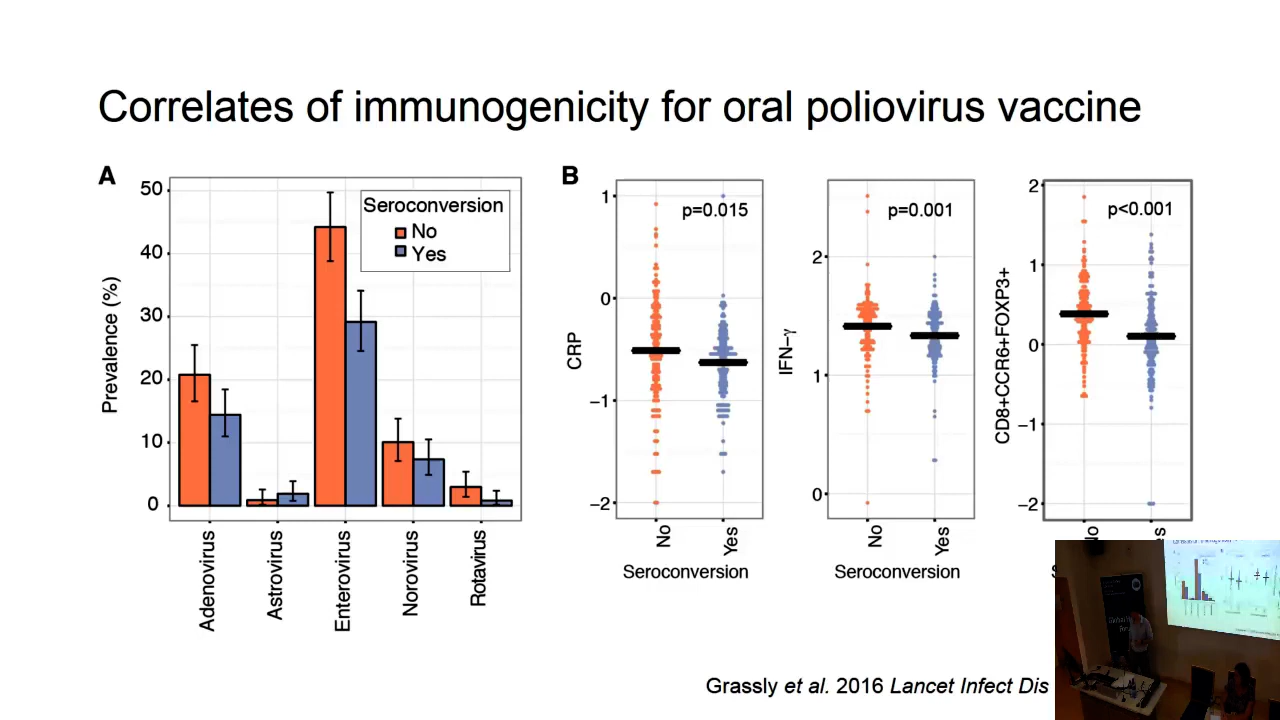 Correlates of immunogenicity for oral poliovirus vaccine
A
50
40
30
20
10
0
Prevalence (%)
Seroconversion
No
Yes
Adenovirus
Astrovirus
Enterovirus
Norovirus
Rotavirus
B
1
0
−1
−2
CRP
p=0.015
No
Yes
Seroconversion
2
1
0
IFN−γ
p=0.001
No
Yes
Seroconversion
2
1
0
−1
−2
CD8+CCR6+FOXP3+
p<0.001
Grassly et al. 2016 Lancet Infect Dis